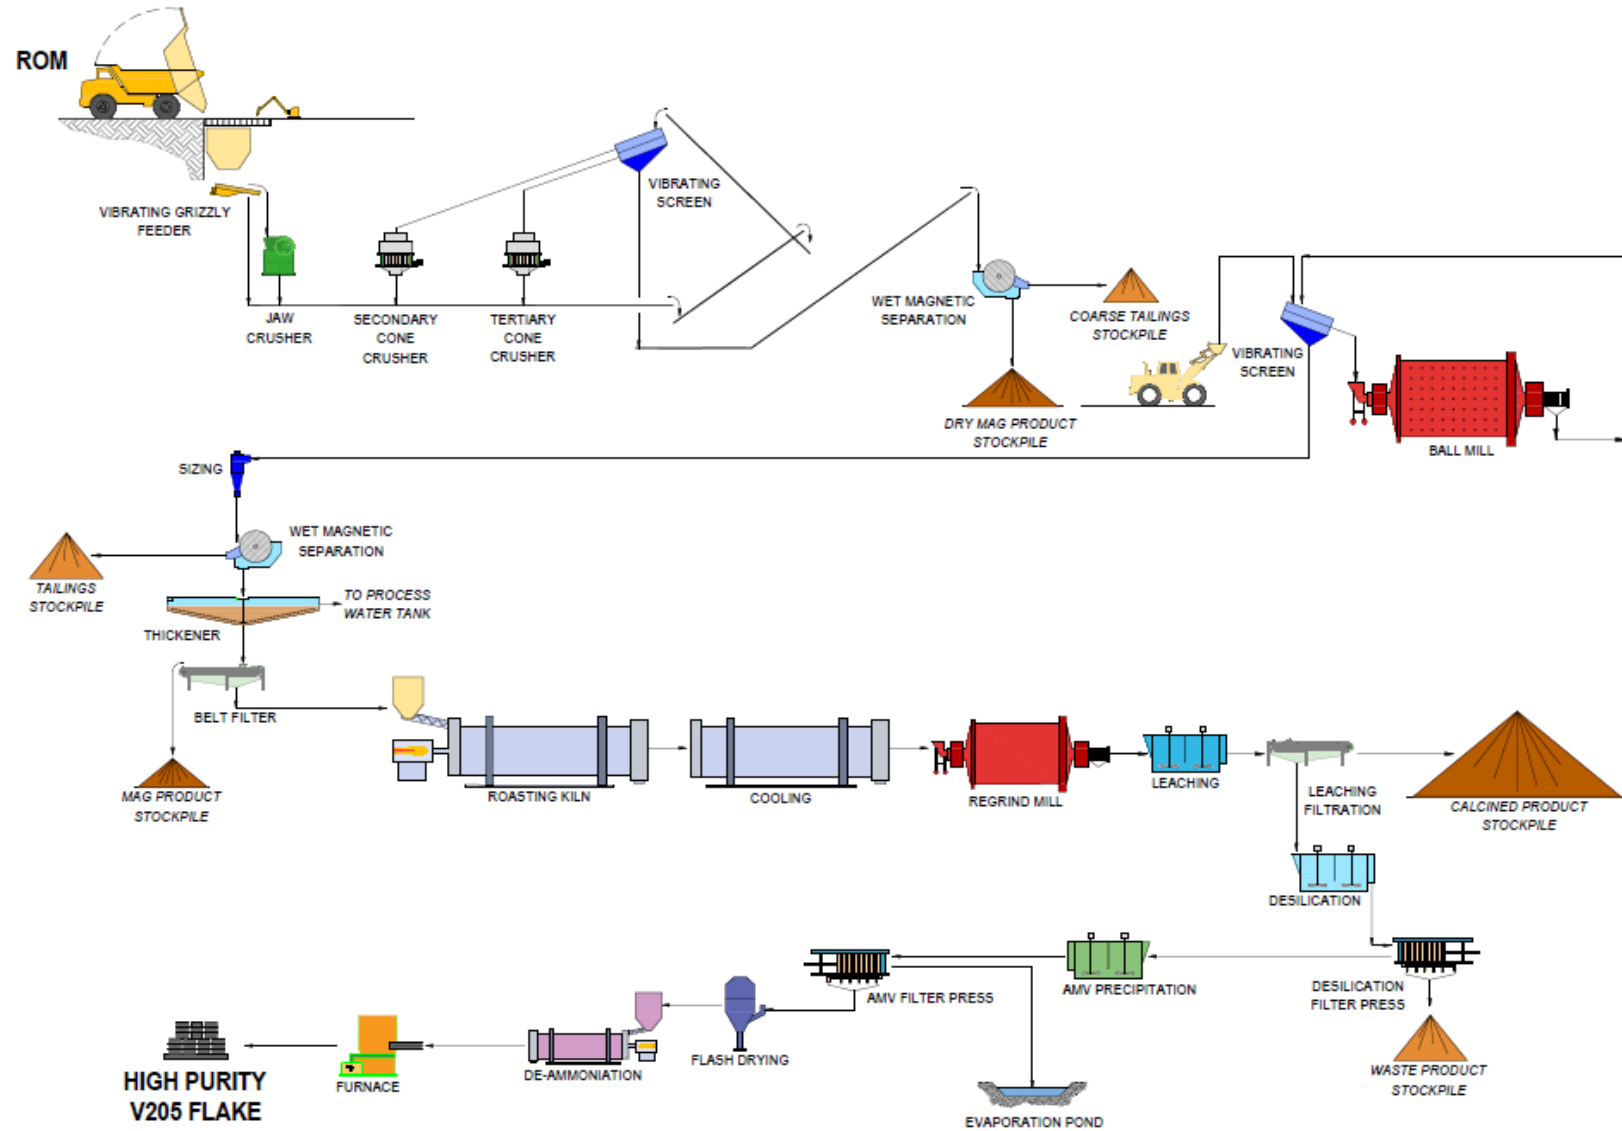 ROM
VIBRATING GRIZZLY
FEEDER
JAW
CRUSHER
SECONDARY
CONE
CRUSHER
TERTIARY
CONE
CRUSHER
VIBRATING
SCREEN
WET MAGNETIC
SEPARATION
COARSE TAILINGS
STOCKPILE
DRY MAG PRODUCT
STOCKPILE
VIBRATING
SCREEN
BALL MILL
SIZING
WET MAGNETIC
SEPARATION
TAILINGS
STOCKPILE
TO PROCESS
WATER TANK
THICKENER
BELT FILTER
MAG PRODUCT
STOCKPILE
ROASTING KILN
COOLING
REGRIND MILL
LEACHING
LEACHING
FILTRATION
CALCINED PRODUCT
STOCKPILE
DESILICATION
DESILICATION
FILTER PRESS
WASTE PRODUCT
STOCKPILE
AMV PRECIPITATION
AMV FILTER PRESS
EVAPORATION POND
FLASH DRYING
DE-AMMONIATION
FURNACE
HIGH PURITY
V205 FLAKE